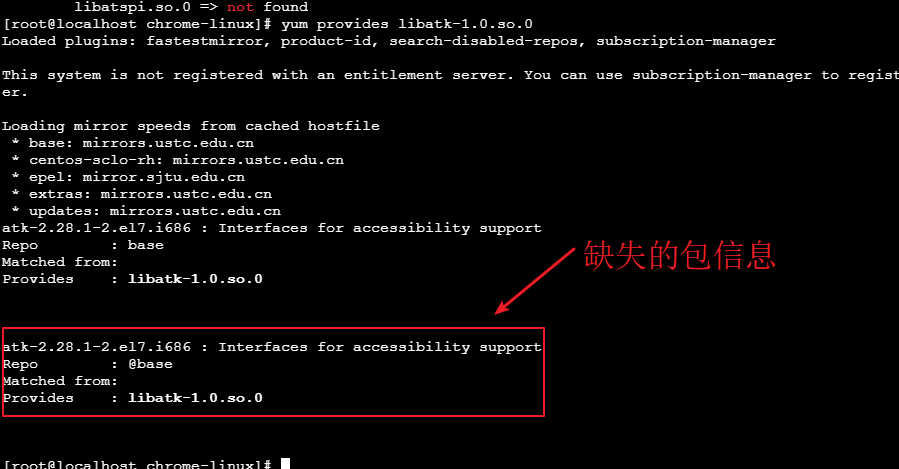 libatspi.so.0 => not found
[root@localhost chrome-linux]# yum provides libatk-1.0.so.0
Loaded plugins: fastestmirror, product-id, search-disabled-repos, subscription-manager
This system is not registered with an entitlement server. You can use subscription-manager to regist
er.
Loading mirror speeds from cached hostfile
* base: mirrors.ustc.edu.cn
* centos-sclo-rh: mirrors.ustc.edu.cn
* epel: mirror.sjtu.edu.cn
* extras: mirrors.ustc.edu.cn
* updates: mirrors.ustc.edu.cn
atk-2.28.1-2.el7.i686 : Interfaces for accessibility support
Repo        : base
Matched from:
Provides    : libatk-1.0.so.0
缺失的包信息
atk-2.28.1-2.el7.i686 : Interfaces for accessibility support
Repo        : @base
Matched from:
Provides    : libatk-1.0.so.0
[root@localhost chrome-linux]#